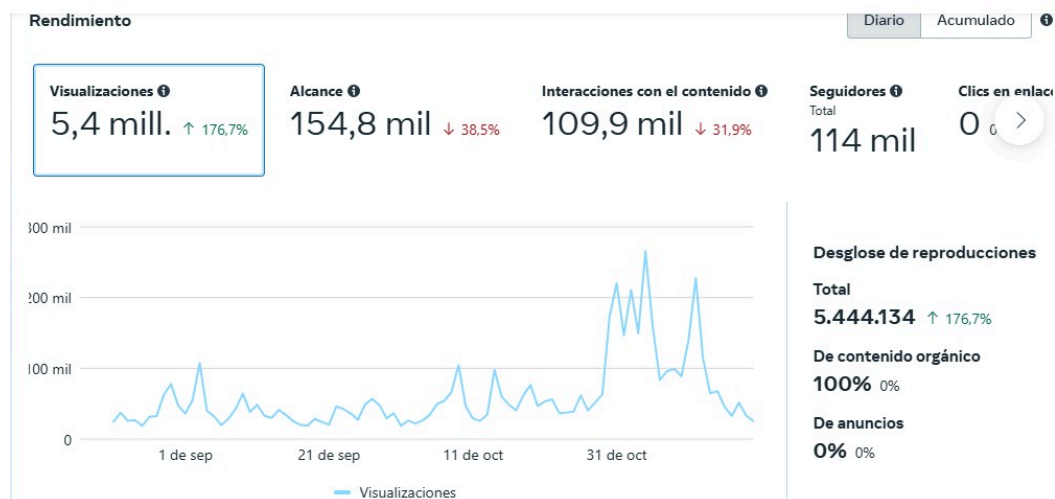 Rendimiento
Diario Acumulado
Visualizaciones Alcance Interacciones con el contenido Seguidores Clics en
Total
5,4 mill. ↑ 176,7% 154,8 mil ↓ 38,5% 109,9 mil ↓ 31,9% 114 mil 0
300 mil
200 mil
100 mil
0
1 de sep 21 de sep 11 de oct 31 de oct
Visualizaciones
Desglose de reproducciones
Total
5.444.134 ↑ 176,7%
De contenido orgánico
100% 0%
De anuncios
0% 0%